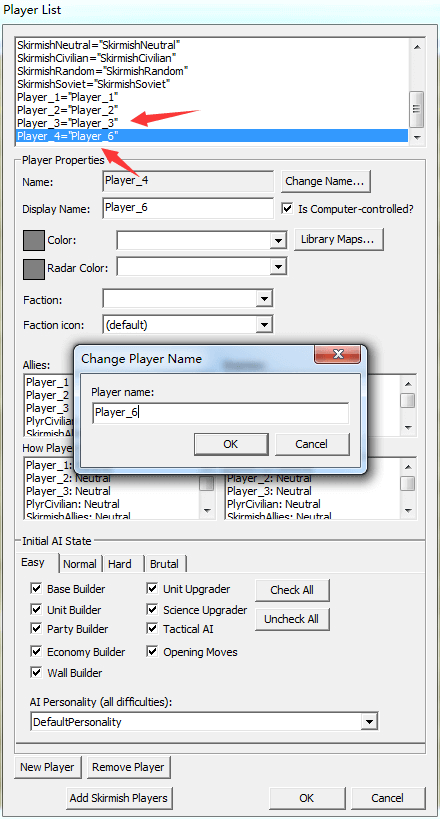 Player List
SkirmishNeutral="SkirmishNeutral"
SkirmishCivilian="SkirmishCivilian"
SkirmishRandom="SkirmishRandom"
SkirmishSoviet="SkirmishSoviet"
Player_1="Player_1"
Player_2="Player_2"
Player_3="Player_3"
Player_4="Player_6"
Player Properties
Name: Player_4 Change Name...
Display Name: Player_6 Is Computer-controlled?
Color: Library Maps...
Radar Color:
Faction:
Faction icon: (default)
Change Player Name
Allies:
Player name:
Player_1
Player_2
Player_3
PlyrCivilian
Player_6
OK Cancel
How Playe
Player_1: Neutral
Player_2: Neutral Player_2: Neutral
Player_3: Neutral Player_3: Neutral
PlyrCivilian: Neutral PlyrCivilian: Neutral
SkirmishAllies: Neutral SkirmishAllies: Neutral
Initial AI State
Easy Normal Hard Brutal
Base Builder Unit Upgrader Check All
Unit Builder Science Upgrader Uncheck All
Party Builder Tactical AI
Economy Builder Opening Moves
Wall Builder
AI Personality (all difficulties):
DefaultPersonality
New Player Remove Player
Add Skirmish Players OK Cancel